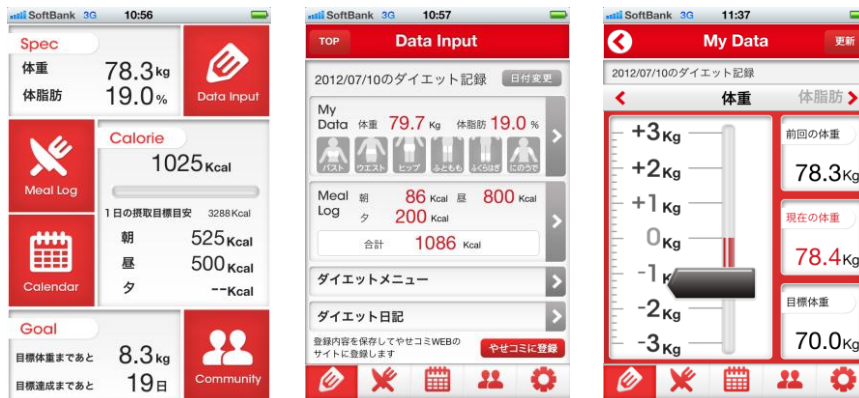 SoftBank 3G 10:56
Spec
体重 78.3kg
体脂肪 19.0%
Data Input
Meal Log
Calorie
1025Kcal
1日の摂取目標目安 3288Kcal
朝 525Kcal
昼 500Kcal
夕 --Kcal
Calendar
Goal
目標体重まであと 8.3kg
目標達成まであと 19日
Community
SoftBank 3G 10:57
TOP Data Input
2012/07/10のダイエット記録 日付変更
My
Data 体重 79.7 Kg 体脂肪 19.0 %
バスト ウエスト ヒップ ふともも ふくらはぎ にのうで
Meal 朝 86 Kcal 昼 800 Kcal
Log 夕 200 Kcal
合計 1086 Kcal
ダイエットメニュー
ダイエット日記
登録内容を保存してやせコミWEBの
サイトに登録します
やせコミに登録
SoftBank 3G 11:37
My Data 更新
2012/07/10のダイエット記録
体重 体脂肪
+3Kg
+2Kg
+1Kg
0Kg
-1K
-2Kg
-3Kg
前回の体重
78.3Kg
現在の体重
78.4Kg
目標体重
70.0Kg